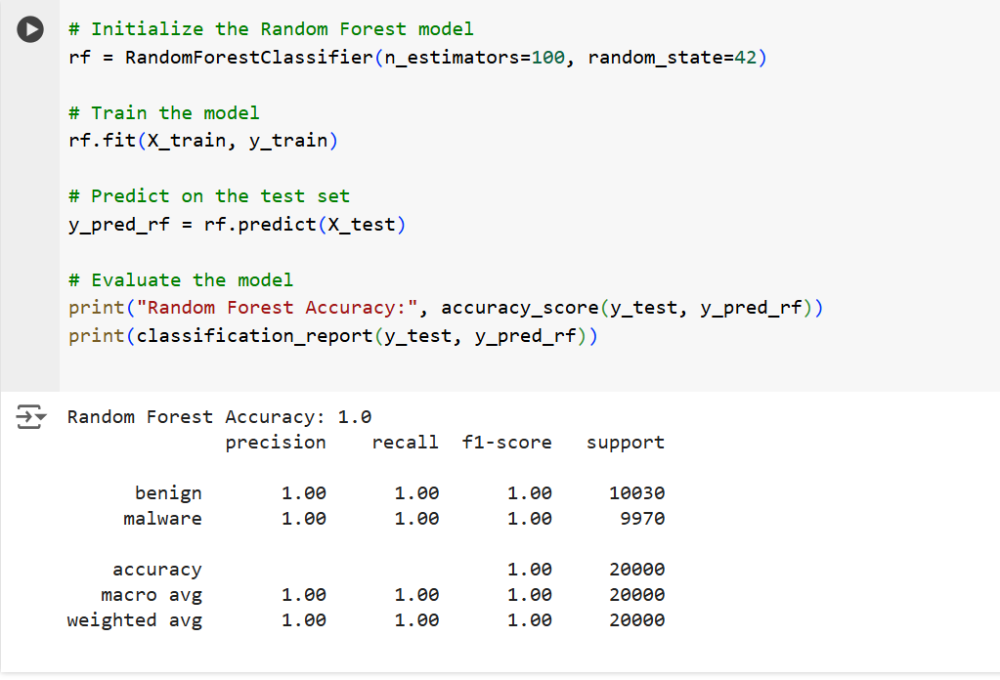 # Initialize the Random Forest model
rf = RandomForestClassifier(n_estimators=100, random_state=42)
# Train the model
rf.fit(X_train, y_train)
# Predict on the test set
y_pred_rf = rf.predict(X_test)
# Evaluate the model
print("Random Forest Accuracy:", accuracy_score(y_test, y_pred_rf))
print(classification_report(y_test, y_pred_rf))
Random Forest Accuracy: 1.0
precision recall f1-score support
benign 1.00 1.00 1.00 10030
malware 1.00 1.00 1.00 9970
accuracy 1.00 20000
macro avg 1.00 1.00 1.00 20000
weighted avg 1.00 1.00 1.00 20000